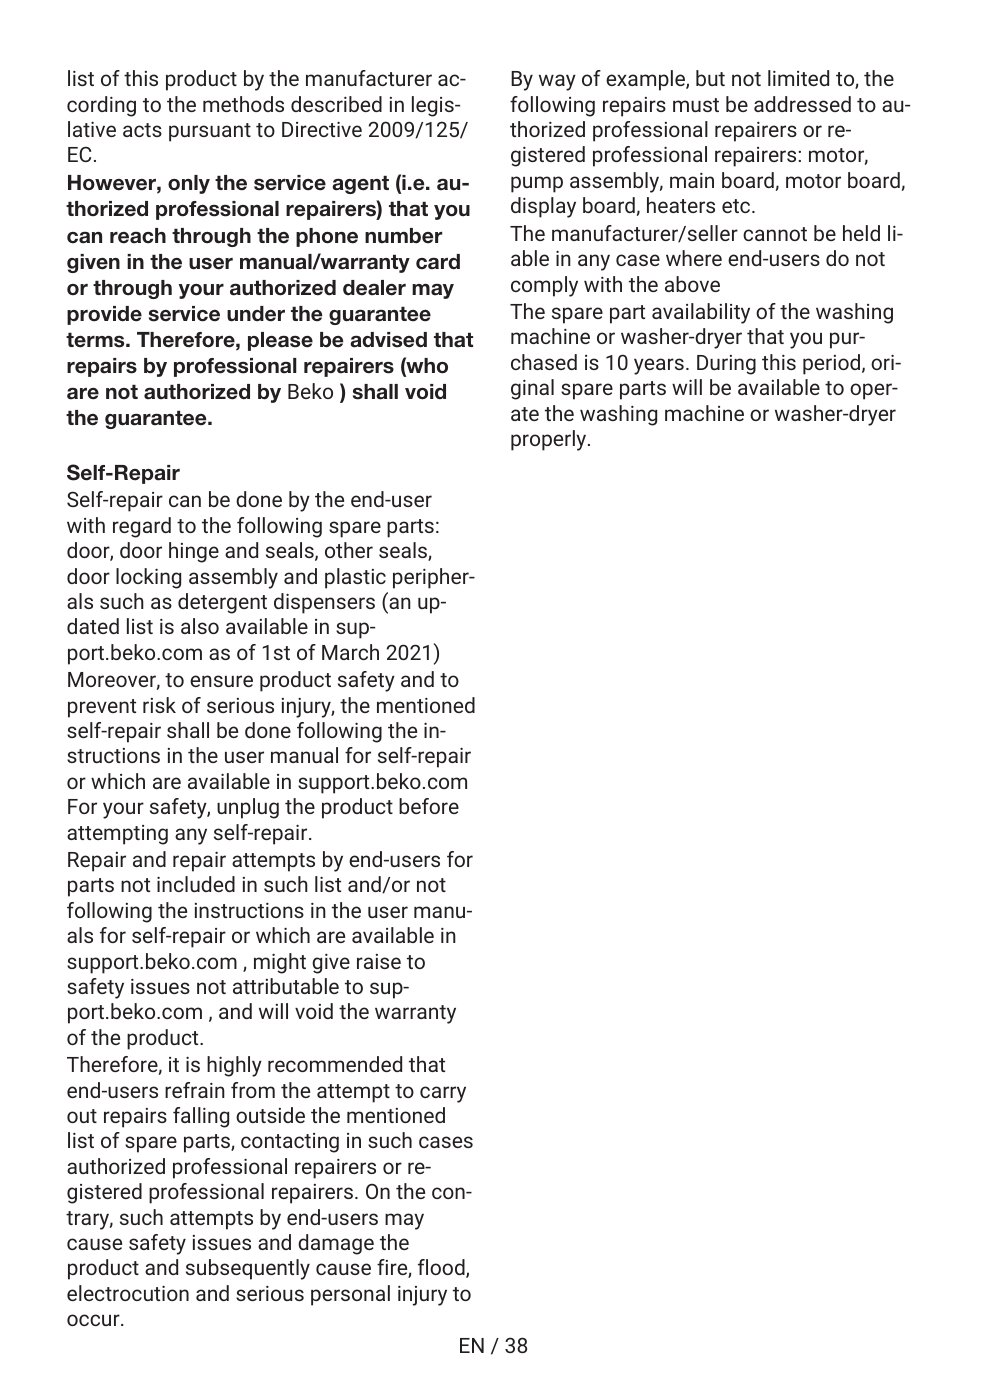 list of this product by the manufacturer ac-
cording to the methods described in legis-
lative acts pursuant to Directive 2009/125/
EC.
However, only the service agent (i.e. au-
thorized professional repairers) that you
can reach through the phone number
given in the user manual/warranty card
or through your authorized dealer may
provide service under the guarantee
terms. Therefore, please be advised that
repairs by professional repairers (who
are not authorized by Beko ) shall void
the guarantee.
Self-Repair
Self-repair can be done by the end-user
with regard to the following spare parts:
door, door hinge and seals, other seals,
door locking assembly and plastic peripher-
als such as detergent dispensers (an up-
dated list is also available in sup-
port.beko.com as of 1st of March 2021)
Moreover, to ensure product safety and to
prevent risk of serious injury, the mentioned
self-repair shall be done following the in-
structions in the user manual for self-repair
or which are available in support.beko.com
For your safety, unplug the product before
attempting any self-repair.
Repair and repair attempts by end-users for
parts not included in such list and/or not
following the instructions in the user manu-
als for self-repair or which are available in
support.beko.com , might give raise to
safety issues not attributable to sup-
port.beko.com , and will void the warranty
of the product.
Therefore, it is highly recommended that
end-users refrain from the attempt to carry
out repairs falling outside the mentioned
list of spare parts, contacting in such cases
authorized professional repairers or re-
gistered professional repairers. On the con-
trary, such attempts by end-users may
cause safety issues and damage the
product and subsequently cause fire, flood,
electrocution and serious personal injury to
occur.
By way of example, but not limited to, the
following repairs must be addressed to au-
thorized professional repairers or re-
gistered professional repairers: motor,
pump assembly, main board, motor board,
display board, heaters etc.
The manufacturer/seller cannot be held li-
able in any case where end-users do not
comply with the above
The spare part availability of the washing
machine or washer-dryer that you pur-
chased is 10 years. During this period, ori-
ginal spare parts will be available to oper-
ate the washing machine or washer-dryer
properly.
EN / 38